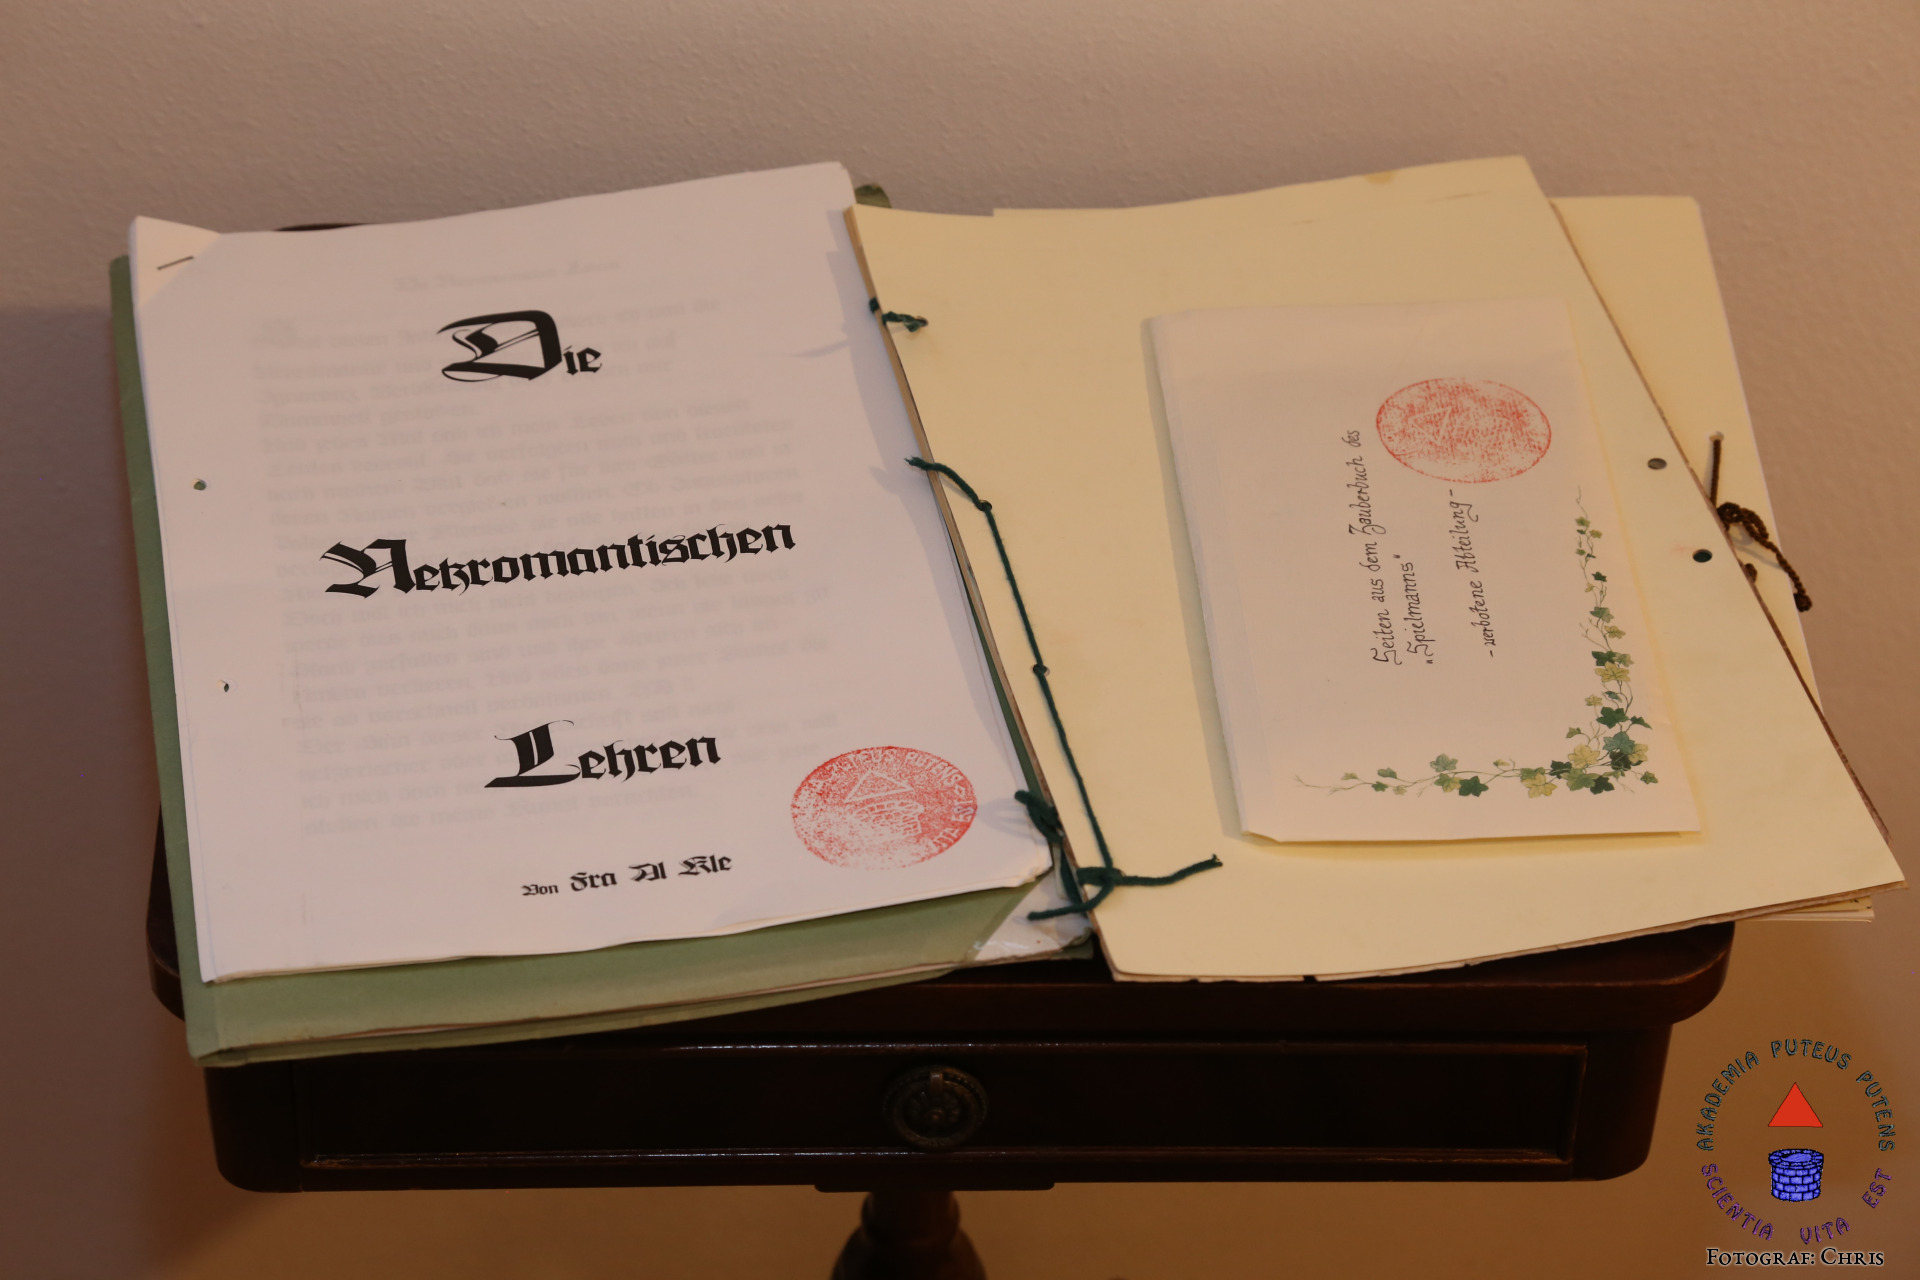 Die
Nekromantischen
Lehren
Von Fra Al Kle
PUTENS
Seiten aus dem Zauberbuch des
"Spielmanns"
- verbotene Abteilung -
AKADEMIA PUTEUS PUTENS
SCIENTIA VITA EST
FOTOGRAF: CHRIS